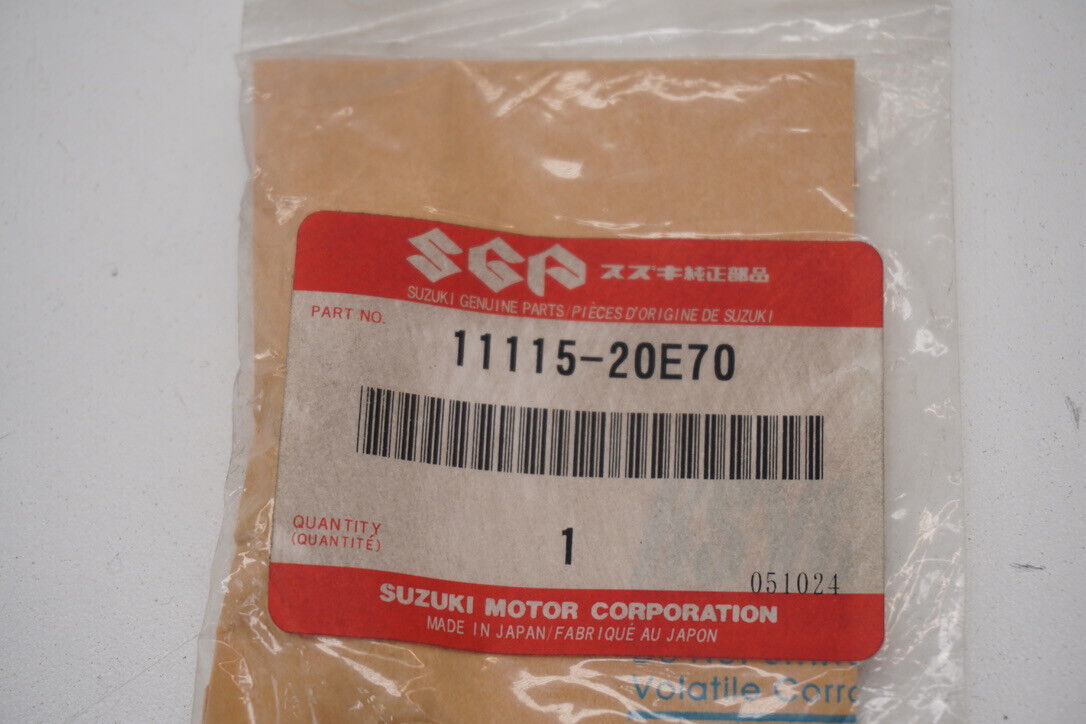 SGP スズキ純正部品
SUZUKI GENUINE PARTS/PIÈCES D'ORIGINE DE SUZUKI
PART NO.
11115-20E70
QUANTITY
(QUANTITÉ)
1
051024
SUZUKI MOTOR CORPORATION
MADE IN JAPAN/FABRIQUÉ AU JAPON
Volatile